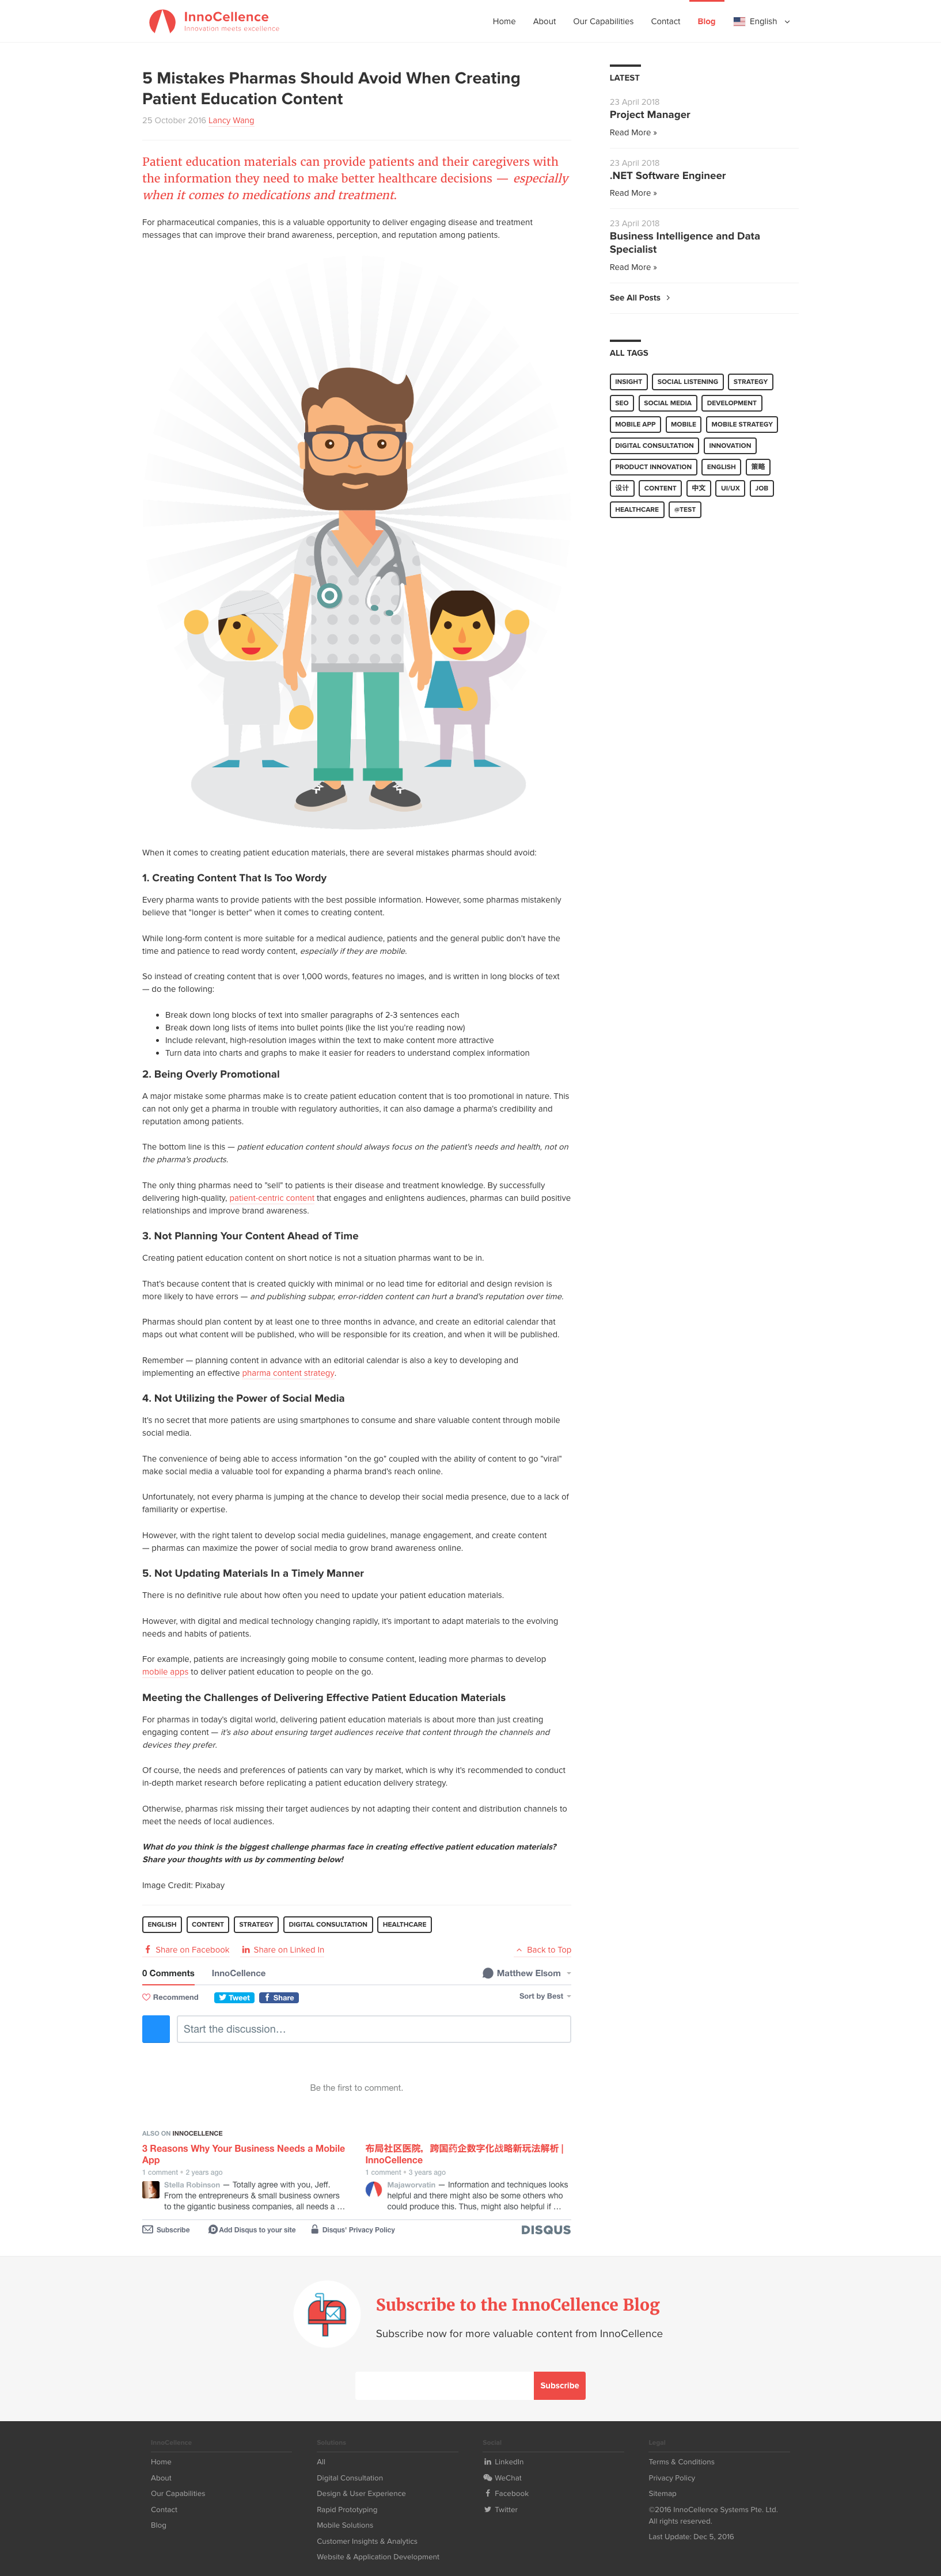 InnoCellence
Innovation meets excellence
Home
About
Our Capabilities
Contact
Blog
English
5 Mistakes Pharmas Should Avoid When Creating
Patient Education Content
25 October 2016 Lancy Wang
Patient education materials can provide patients and their caregivers with
the information they need to make better healthcare decisions — especially
when it comes to medications and treatment.
For pharmaceutical companies, this is a valuable opportunity to deliver engaging disease and treatment
messages that can improve their brand awareness, perception, and reputation among patients.
When it comes to creating patient education materials, there are several mistakes pharmas should avoid:
1. Creating Content That Is Too Wordy
Every pharma wants to provide patients with the best possible information. However, some pharmas mistakenly
believe that "longer is better" when it comes to creating content.
While long-form content is more suitable for a medical audience, patients and the general public don't have the
time and patience to read wordy content, especially if they are mobile.
So instead of creating content that is over 1,000 words, features no images, and is written in long blocks of text
— do the following:
• Break down long blocks of text into smaller paragraphs of 2-3 sentences each
• Break down long lists of items into bullet points (like the list you're reading now)
• Include relevant, high-resolution images within the text to make content more attractive
• Turn data into charts and graphs to make it easier for readers to understand complex information
2. Being Overly Promotional
A major mistake some pharmas make is to create patient education content that is too promotional in nature. This
can not only get a pharma in trouble with regulatory authorities, it can also damage a pharma's credibility and
reputation among patients.
The bottom line is this — patient education content should always focus on the patient's needs and health, not on
the pharma's products.
The only thing pharmas need to "sell" to patients is their disease and treatment knowledge. By successfully
delivering high-quality, patient-centric content that engages and enlightens audiences, pharmas can build positive
relationships and improve brand awareness.
3. Not Planning Your Content Ahead of Time
Creating patient education content on short notice is not a situation pharmas want to be in.
That's because content that is created quickly with minimal or no lead time for editorial and design revision is
more likely to have errors — and publishing subpar, error-ridden content can hurt a brand's reputation over time.
Pharmas should plan content by at least one to three months in advance, and create an editorial calendar that
maps out what content will be published, who will be responsible for its creation, and when it will be published.
Remember — planning content in advance with an editorial calendar is also a key to developing and
implementing an effective pharma content strategy.
4. Not Utilizing the Power of Social Media
It's no secret that more patients are using smartphones to consume and share valuable content through mobile
social media.
The convenience of being able to access information "on the go" coupled with the ability of content to go "viral"
make social media a valuable tool for expanding a pharma brand's reach online.
Unfortunately, not every pharma is jumping at the chance to develop their social media presence, due to a lack of
familiarity or expertise.
However, with the right talent to develop social media guidelines, manage engagement, and create content
— pharmas can maximize the power of social media to grow brand awareness online.
5. Not Updating Materials In a Timely Manner
There is no definitive rule about how often you need to update your patient education materials.
However, with digital and medical technology changing rapidly, it's important to adapt materials to the evolving
needs and habits of patients.
For example, patients are increasingly going mobile to consume content, leading more pharmas to develop
mobile apps to deliver patient education to people on the go.
Meeting the Challenges of Delivering Effective Patient Education Materials
For pharmas in today's digital world, delivering patient education materials is about more than just creating
engaging content — it's also about ensuring target audiences receive that content through the channels and
devices they prefer.
Of course, the needs and preferences of patients can vary by market, which is why it's recommended to conduct
in-depth market research before replicating a patient education delivery strategy.
Otherwise, pharmas risk missing their target audiences by not adapting their content and distribution channels to
meet the needs of local audiences.
What do you think is the biggest challenge pharmas face in creating effective patient education materials?
Share your thoughts with us by commenting below!
Image Credit: Pixabay
ENGLISH CONTENT STRATEGY DIGITAL CONSULTATION HEALTHCARE
Share on Facebook Share on Linked In Back to Top
0 Comments InnoCellence Matthew Elsom
Recommend Tweet Share Sort by Best
Start the discussion…
Be the first to comment.
ALSO ON INNOCELLENCE
3 Reasons Why Your Business Needs a Mobile
App
1 comment • 2 years ago
Stella Robinson — Totally agree with you, Jeff.
From the entrepreneurs & small business owners
to the gigantic business companies, all needs a …
布局社区医院，跨国药企数字化战略新玩法解析 |
InnoCellence
1 comment • 3 years ago
Majaworvatin — Information and techniques looks
helpful and there might also be some others who
could produce this. Thus, might also helpful if …
Subscribe Add Disqus to your site Disqus' Privacy Policy DISQUS
LATEST
23 April 2018
Project Manager
Read More »
23 April 2018
.NET Software Engineer
Read More »
23 April 2018
Business Intelligence and Data
Specialist
Read More »
See All Posts
ALL TAGS
INSIGHT SOCIAL LISTENING STRATEGY
SEO SOCIAL MEDIA DEVELOPMENT
MOBILE APP MOBILE MOBILE STRATEGY
DIGITAL CONSULTATION INNOVATION
PRODUCT INNOVATION ENGLISH 策略
设计 CONTENT 中文 UI/UX JOB
HEALTHCARE @TEST
Subscribe to the InnoCellence Blog
Subscribe now for more valuable content from InnoCellence
Subscribe
InnoCellence
Home
About
Our Capabilities
Contact
Blog
Solutions
All
Digital Consultation
Design & User Experience
Rapid Prototyping
Mobile Solutions
Customer Insights & Analytics
Website & Application Development
Social
LinkedIn
WeChat
Facebook
Twitter
Legal
Terms & Conditions
Privacy Policy
Sitemap
©2016 InnoCellence Systems Pte. Ltd.
All rights reserved.
Last Update: Dec 5, 2016